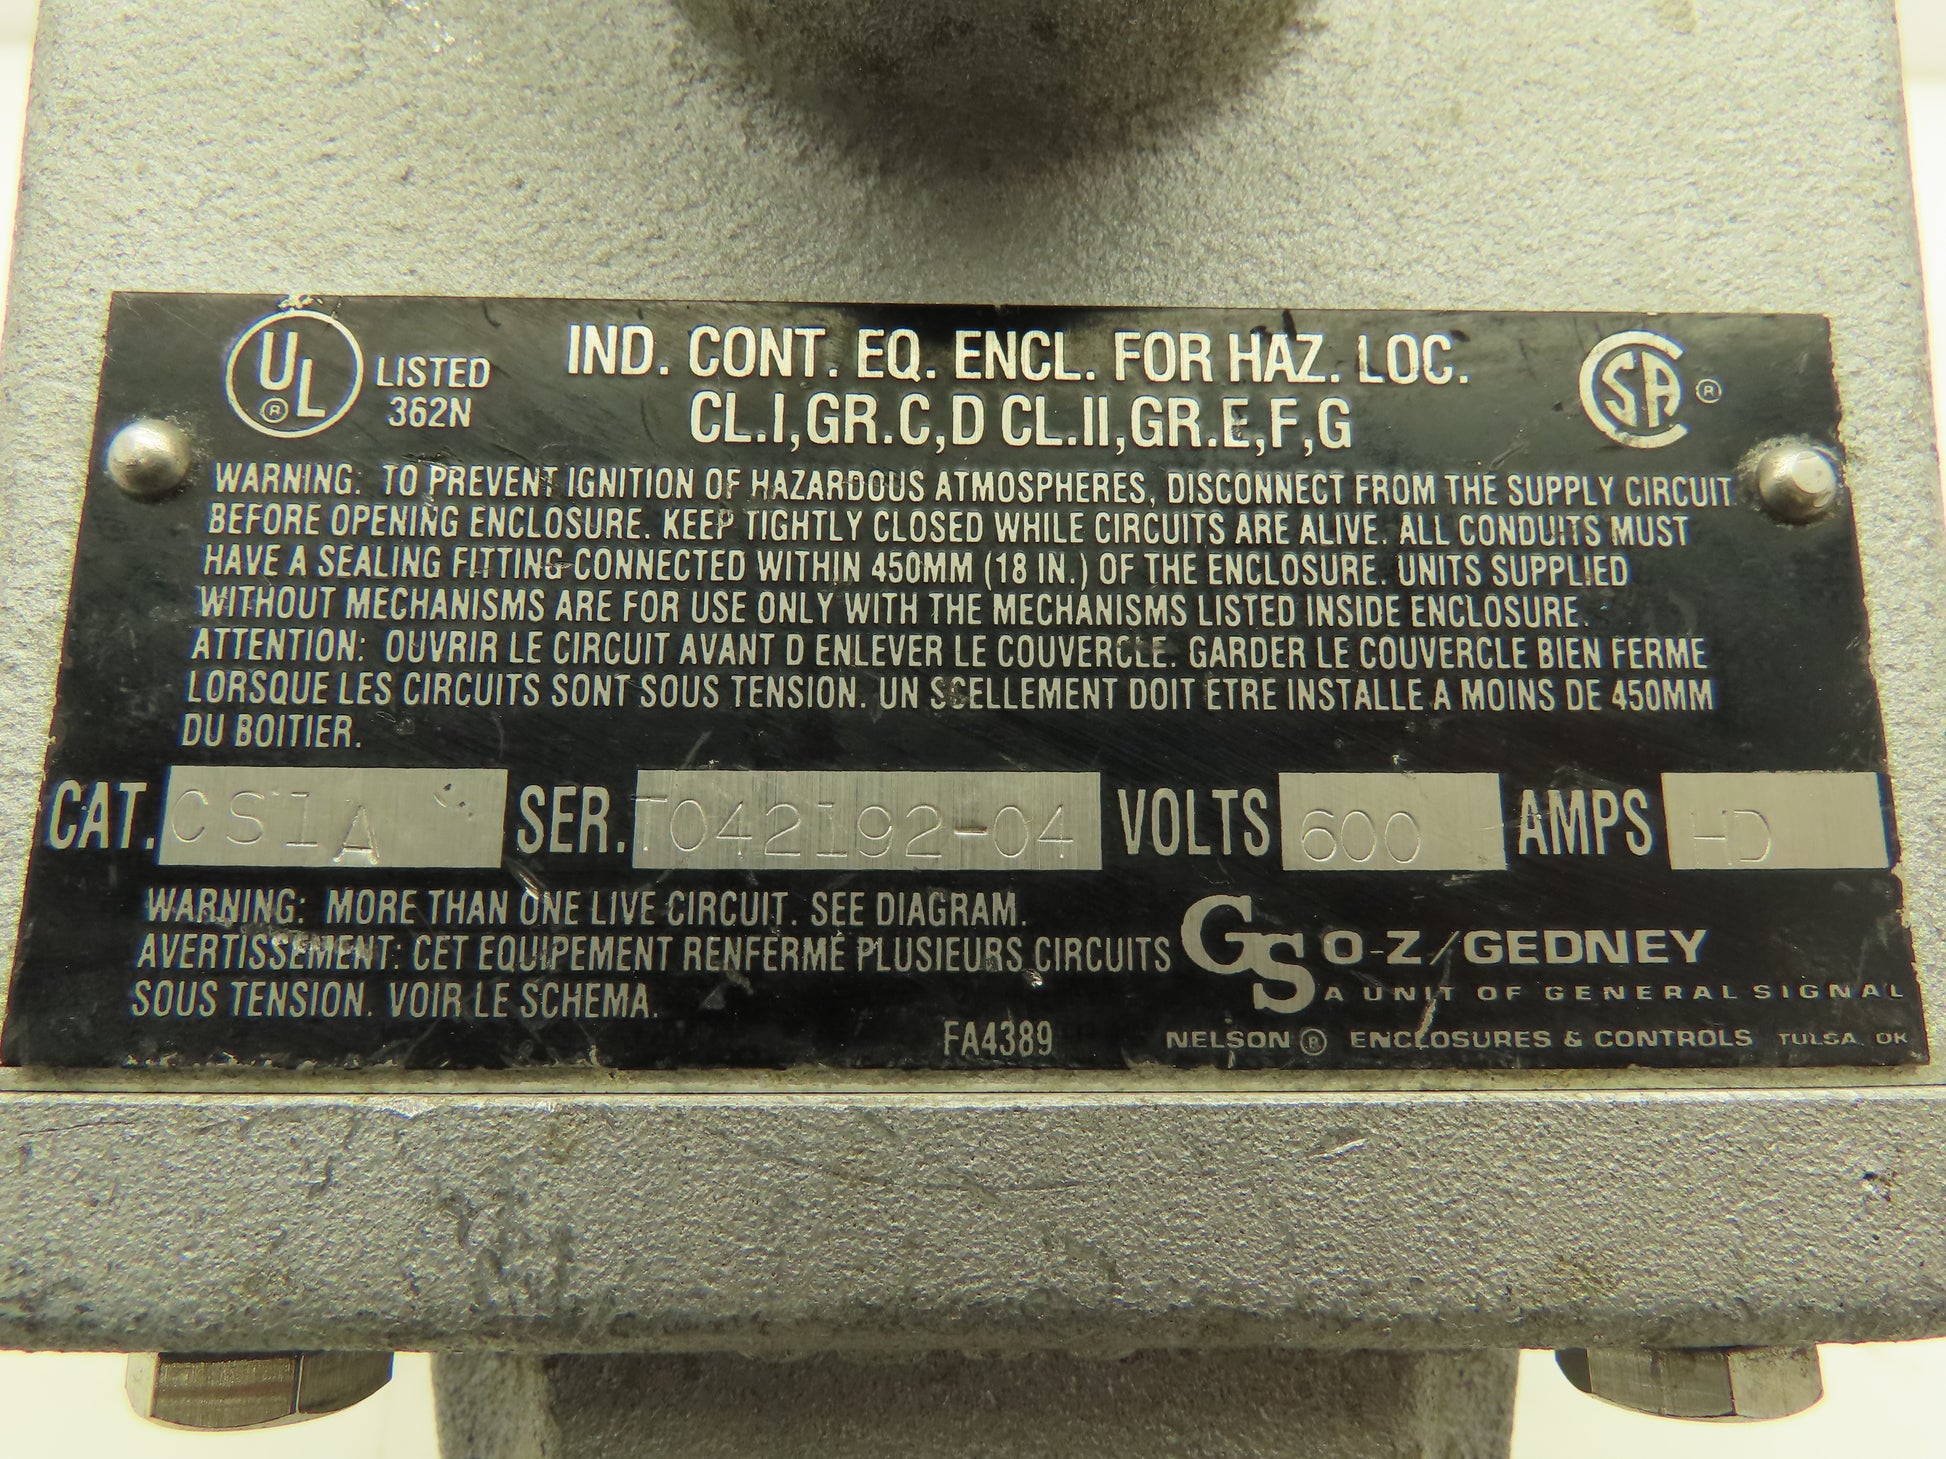 UL ® LISTED 362N
IND. CONT. EQ. ENCL. FOR HAZ. LOC.
CL.I,GR.C,D CL.II,GR.E,F,G
CSA ®
WARNING: TO PREVENT IGNITION OF HAZARDOUS ATMOSPHERES, DISCONNECT FROM THE SUPPLY CIRCUIT
BEFORE OPENING ENCLOSURE. KEEP TIGHTLY CLOSED WHILE CIRCUITS ARE ALIVE. ALL CONDUITS MUST
HAVE A SEALING FITTING CONNECTED WITHIN 450MM (18 IN.) OF THE ENCLOSURE. UNITS SUPPLIED
WITHOUT MECHANISMS ARE FOR USE ONLY WITH THE MECHANISMS LISTED INSIDE ENCLOSURE.
ATTENTION: OUVRIR LE CIRCUIT AVANT D ENLEVER LE COUVERCLE. GARDER LE COUVERCLE BIEN FERME
LORSQUE LES CIRCUITS SONT SOUS TENSION. UN SCELLEMENT DOIT ETRE INSTALLE A MOINS DE 450MM
DU BOITIER.
CAT. CS1A SER. T042192-04 VOLTS 600 AMPS HD
WARNING: MORE THAN ONE LIVE CIRCUIT. SEE DIAGRAM.
AVERTISSEMENT: CET EQUIPEMENT RENFERME PLUSIEURS CIRCUITS
SOUS TENSION. VOIR LE SCHEMA.
FA4389
GS O-Z/GEDNEY
A UNIT OF GENERAL SIGNAL
NELSON ® ENCLOSURES & CONTROLS TULSA, OK